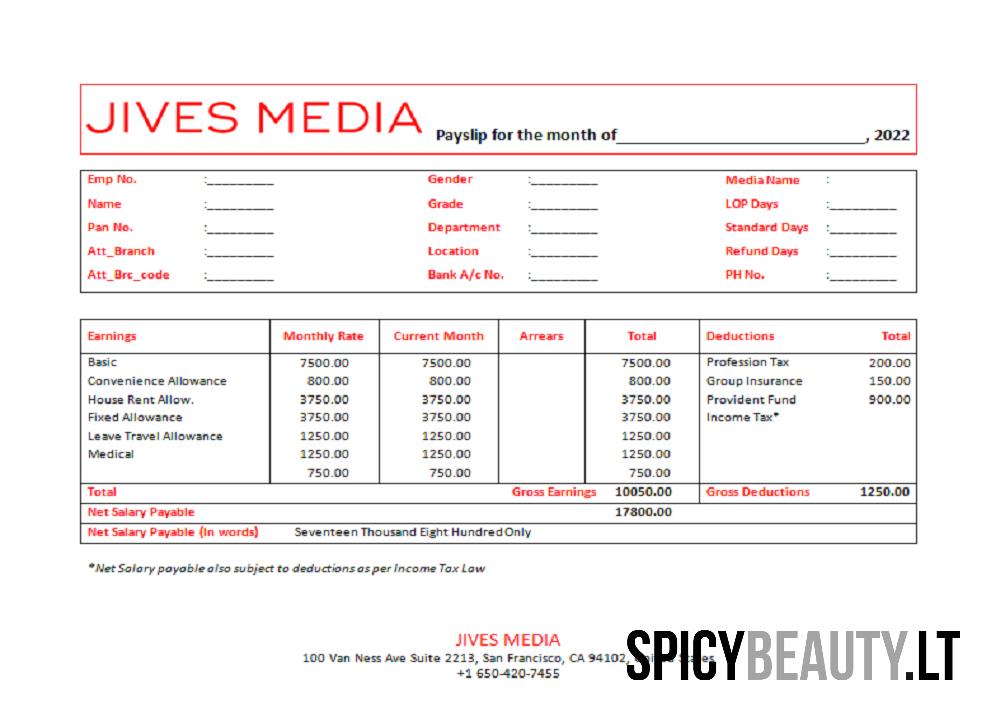 JIVES MEDIA Payslip for the month of_______________________________, 2022
Emp No. :_________ Gender :_________ Media Name :
Name :_________ Grade :_________ LOP Days :_________
Pan No. :_________ Department :_________ Standard Days :_________
Att_Branch :_________ Location :_________ Refund Days :_________
Att_Brc_code :_________ Bank A/c No. :_________ PH No. :_________
Earnings Monthly Rate Current Month Arrears Total Deductions Total
Basic 7500.00 7500.00 7500.00 Profession Tax 200.00
Convenience Allowance 800.00 800.00 800.00 Group Insurance 150.00
House Rent Allow. 3750.00 3750.00 3750.00 Provident Fund 900.00
Fixed Allowance 3750.00 3750.00 3750.00 Income Tax*
Leave Travel Allowance 1250.00 1250.00 1250.00
Medical 1250.00 1250.00 1250.00
750.00 750.00 750.00
Total Gross Earnings 10050.00 Gross Deductions 1250.00
Net Salary Payable 17800.00
Net Salary Payable (In words) Seventeen Thousand Eight Hundred Only
*Net Salary payable also subject to deductions as per Income Tax Law
JIVES MEDIA
100 Van Ness Ave Suite 2213, San Francisco, CA 94102, United States
+1 650-420-7455
SPICYBEAUTY.LT